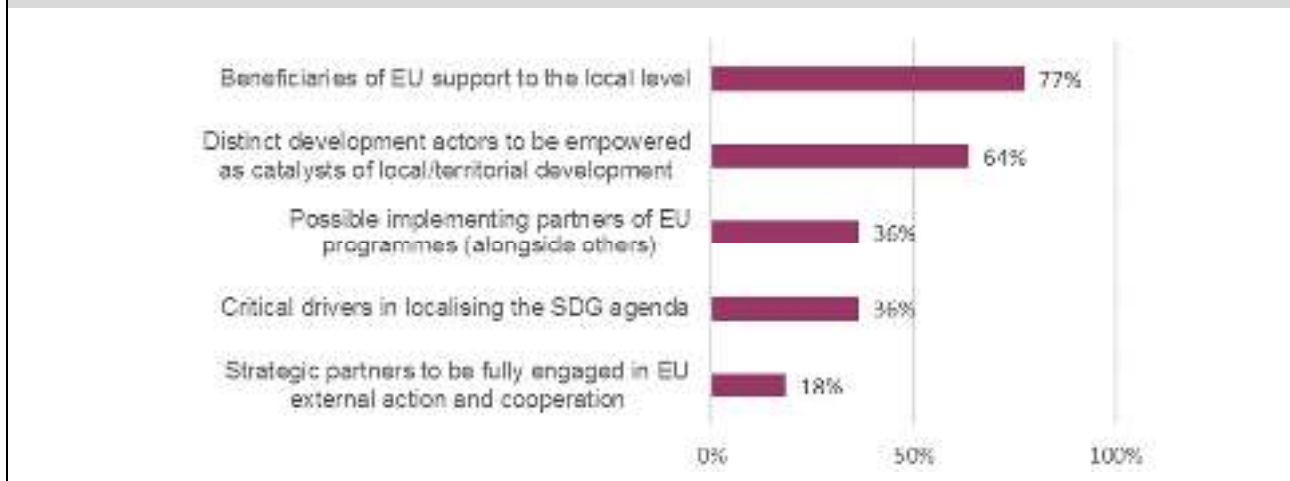 Beneficiaries of EU support to the local level
77%
Distinct development actors to be empowered
as catalysts of local/territorial development
64%
Possible implementing partners of EU
programmes (alongside others)
36%
Critical drivers in localising the SDG agenda
36%
Strategic partners to be fully engaged in EU
external action and cooperation
18%
0%
50%
100%